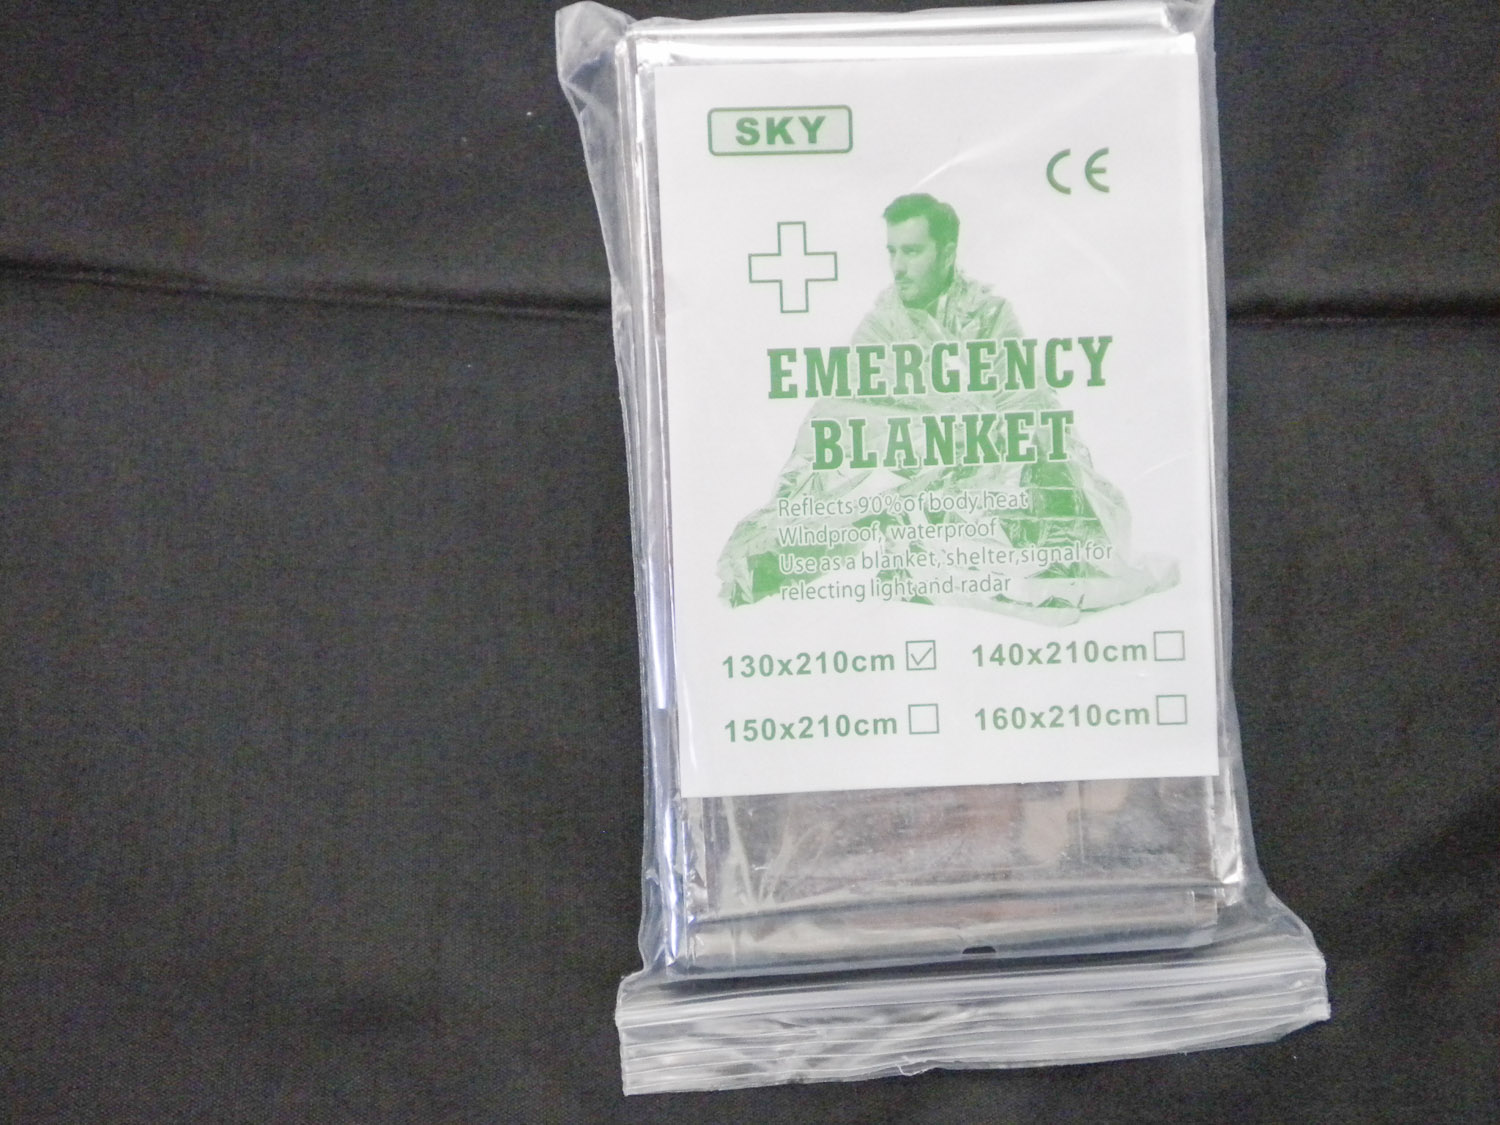 SKY
CE
EMERGENCY
BLANKET
Reflects 90% of body heat
WIndproof, waterproof
Use as a blanket, shelter,signal for
relecting light and radar
130x210cm ☑ 140x210cm ☐
150x210cm ☐ 160x210cm ☐